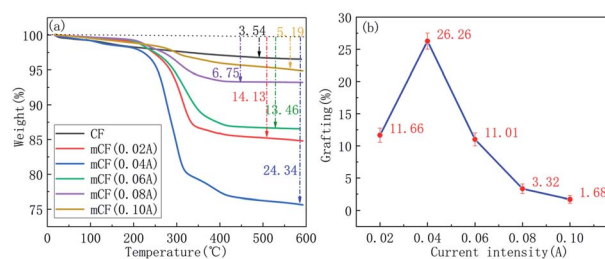 (a)
3.54
5.19
6.75
14.13
13.46
24.34
100
95
90
85
80
75
Weight(%)
CF
mCF(0.02A)
mCF(0.04A)
mCF(0.06A)
mCF(0.08A)
mCF(0.10A)
0 100 200 300 400 500 600
Temperature(℃)
(b)
26.26
11.66
11.01
3.32
1.68
30
25
20
15
10
5
0
Grafting(%)
0.02 0.04 0.06 0.08 0.10
Current intensity(A)